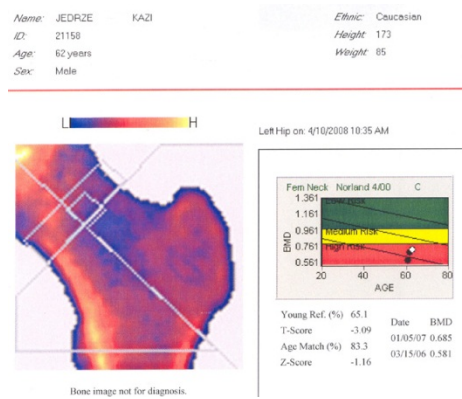 Name: JEDRZE KAZI Ethnic: Caucasian
ID: 21158 Height: 173
Age: 62 years Weight: 85
Sex: Male
L H
Left Hip on: 4/10/2008 10:35 AM
Fem Neck Norland 4/00 C
1.361
1.161
0.961
0.761
0.561
BMD
Low Risk
Medium Risk
High Risk
20 40 60 80
AGE
Young Ref. (%) 65.1
T-Score -3.09
Age Match (%) 83.3
Z-Score -1.16
Date BMD
01/05/07 0.685
03/15/06 0.581
Bone image not for diagnosis.